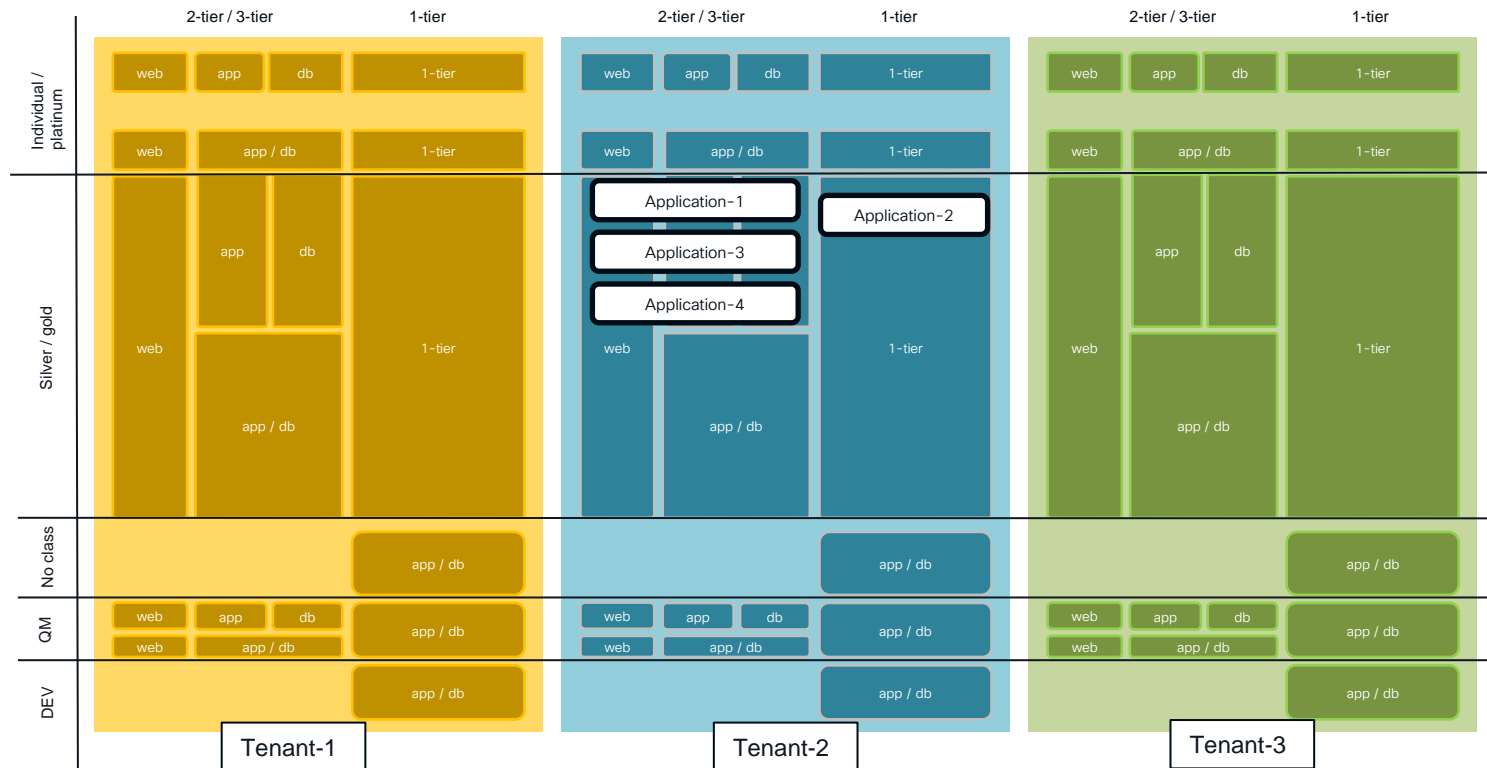 2-tier / 3-tier 1-tier 2-tier / 3-tier 1-tier 2-tier / 3-tier 1-tier
Individual /
platinum
web app db 1-tier web app db 1-tier web app db 1-tier
web app / db 1-tier web app / db 1-tier web app / db 1-tier
Silver / gold
Application-1
Application-2
app db Application-3 app db
Application-4
web 1-tier web 1-tier web 1-tier
app / db app / db app / db
No class
app / db app / db app / db
QM
web app db web app db web app db
app / db app / db app / db
web app / db web app / db web app / db
DEV
app / db app / db app / db
Tenant-1 Tenant-2 Tenant-3